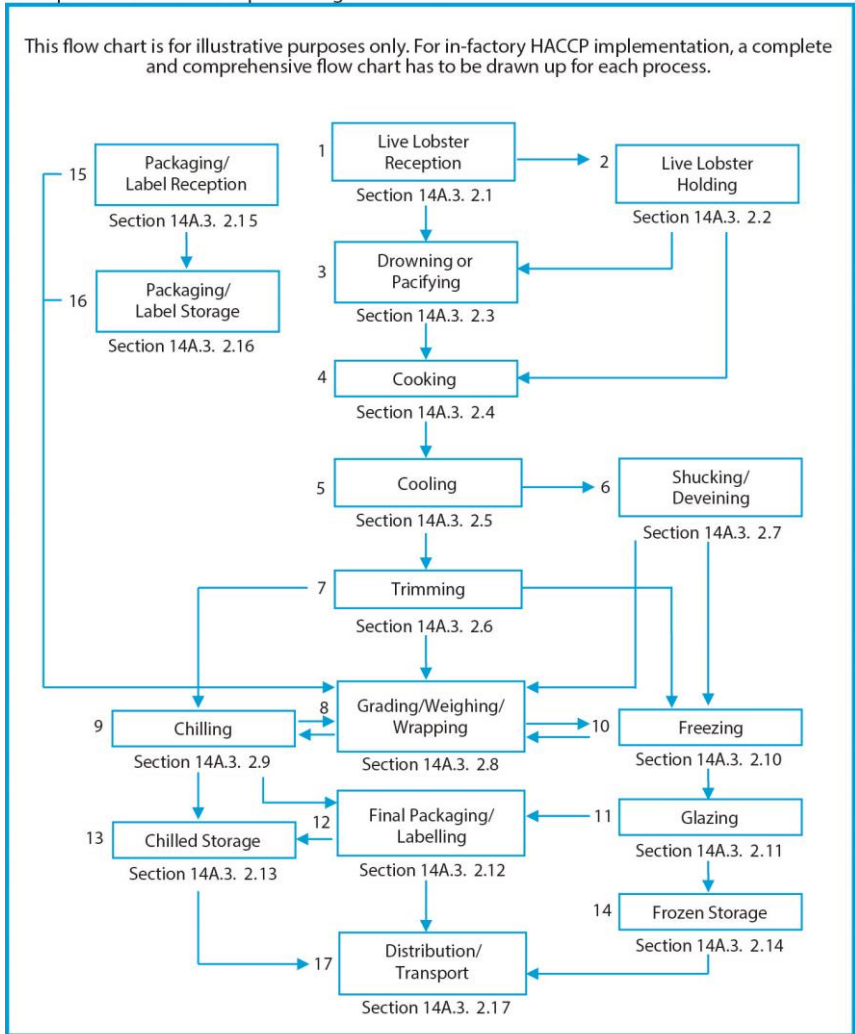 This flow chart is for illustrative purposes only. For in-factory HACCP implementation, a complete
and comprehensive flow chart has to be drawn up for each process.
1
Live Lobster
Reception
Section 14A.3. 2.1
2
Live Lobster
Holding
Section 14A.3. 2.2
15
Packaging/
Label Reception
Section 14A.3. 2.15
3
Drowning or
Pacifying
Section 14A.3. 2.3
16
Packaging/
Label Storage
Section 14A.3. 2.16
4
Cooking
Section 14A.3. 2.4
5
Cooling
Section 14A.3. 2.5
6
Shucking/
Deveining
Section 14A.3. 2.7
7
Trimming
Section 14A.3. 2.6
8
Grading/Weighing/
Wrapping
Section 14A.3. 2.8
9
Chilling
Section 14A.3. 2.9
10
Freezing
Section 14A.3. 2.10
12
Final Packaging/
Labelling
Section 14A.3. 2.12
11
Glazing
Section 14A.3. 2.11
13
Chilled Storage
Section 14A.3. 2.13
14
Frozen Storage
Section 14A.3. 2.14
17
Distribution/
Transport
Section 14A.3. 2.17